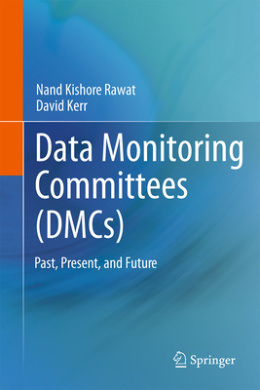 Nand Kishore Rawat
David Kerr
Data Monitoring
Committees
(DMCs)
Past, Present, and Future
Springer